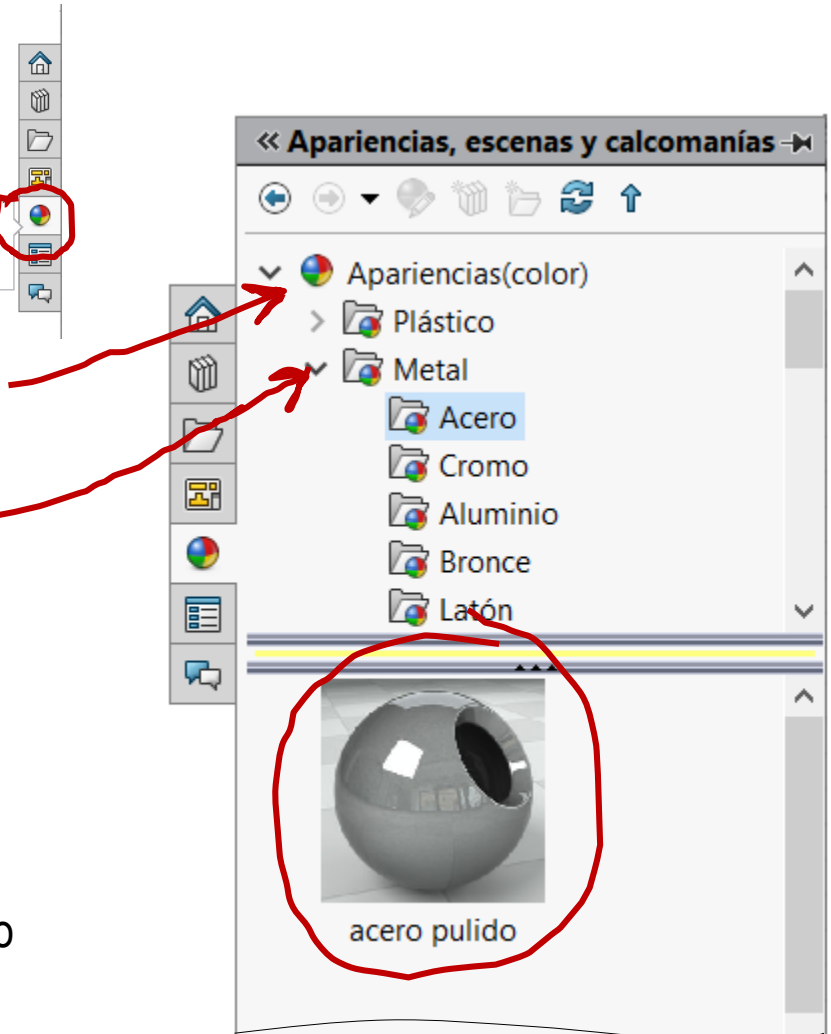 Apariencias, escenas y calcomanías
Apariencias(color)
Plástico
Metal
Acero
Cromo
Aluminio
Bronce
Latón
acero pulido
o